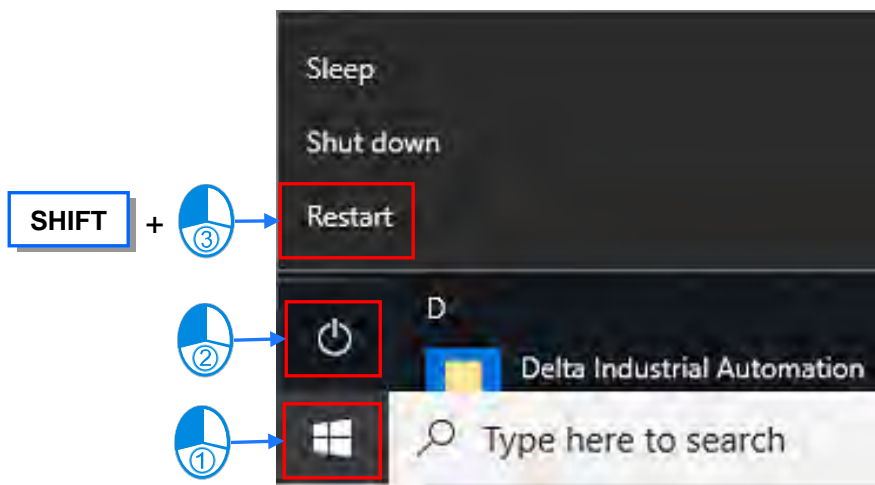 Sleep
Shut down
SHIFT + ③ Restart
D
②
Delta Industrial Automation
① Type here to search